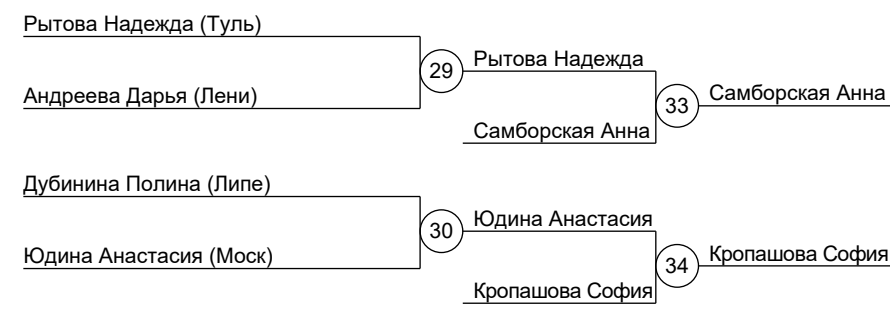 Рытова Надежда (Туль)
29
Рытова Надежда
Андреева Дарья (Лени)
33
Самборская Анна
Самборская Анна
Дубинина Полина (Липе)
30
Юдина Анастасия
Юдина Анастасия (Моск)
34
Кропашова София
Кропашова София